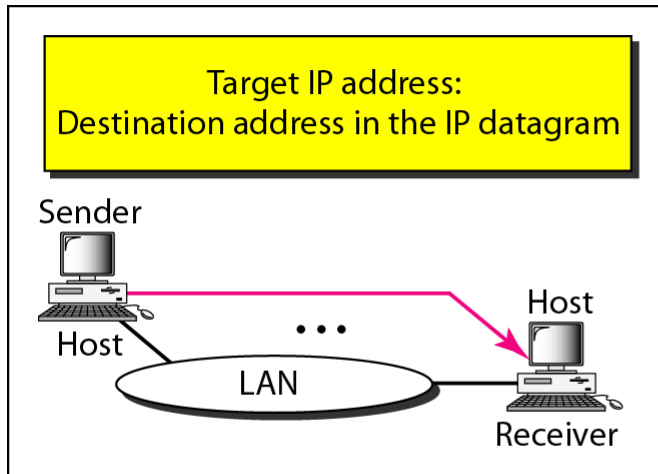 Target IP address:
Destination address in the IP datagram
Sender
Host
Host
LAN
Receiver